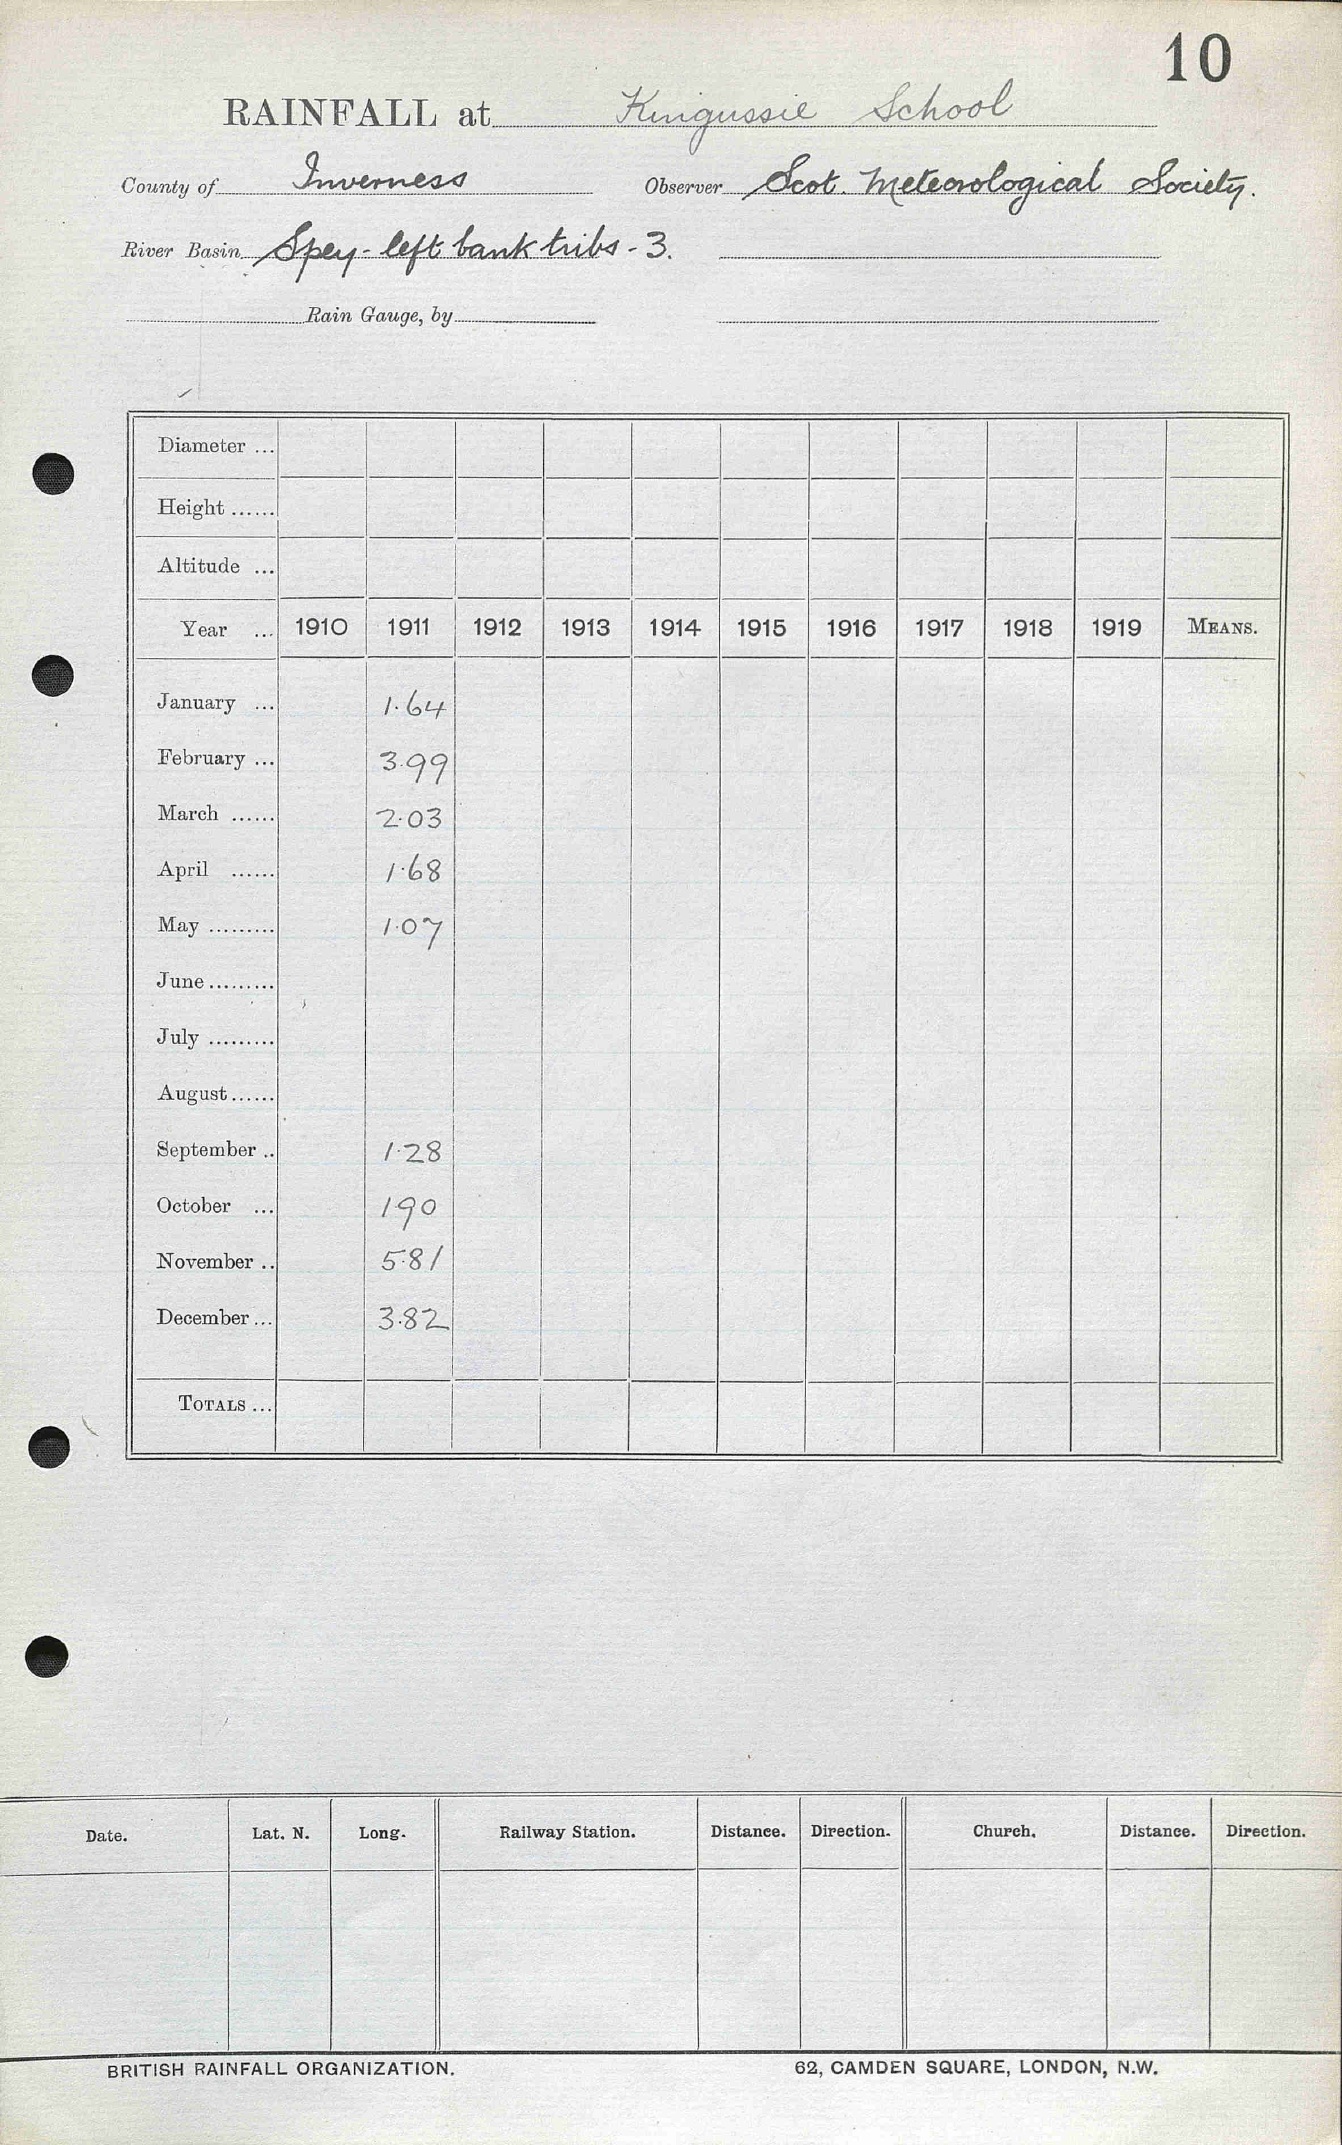 10
RAINFALL at Kingussie School
County of Inverness Observer Scot. Meteorological Society.
River Basin Spey - left bank tribs - 3.
Rain Gauge, by
Diameter ...
Height ......
Altitude ...
Year ... 1910 1911 1912 1913 1914 1915 1916 1917 1918 1919 MEANS.
January ... 1.64
February ... 3.99
March ...... 2.03
April ...... 1.68
May ......... 1.07
June .........
July .........
August ......
September .. 1.28
October ... 1.90
November .. 5.81
December ... 3.82
TOTALS ...
Date. Lat. N. Long. Railway Station. Distance. Direction. Church. Distance. Direction.
BRITISH RAINFALL ORGANIZATION. 62, CAMDEN SQUARE, LONDON, N.W.